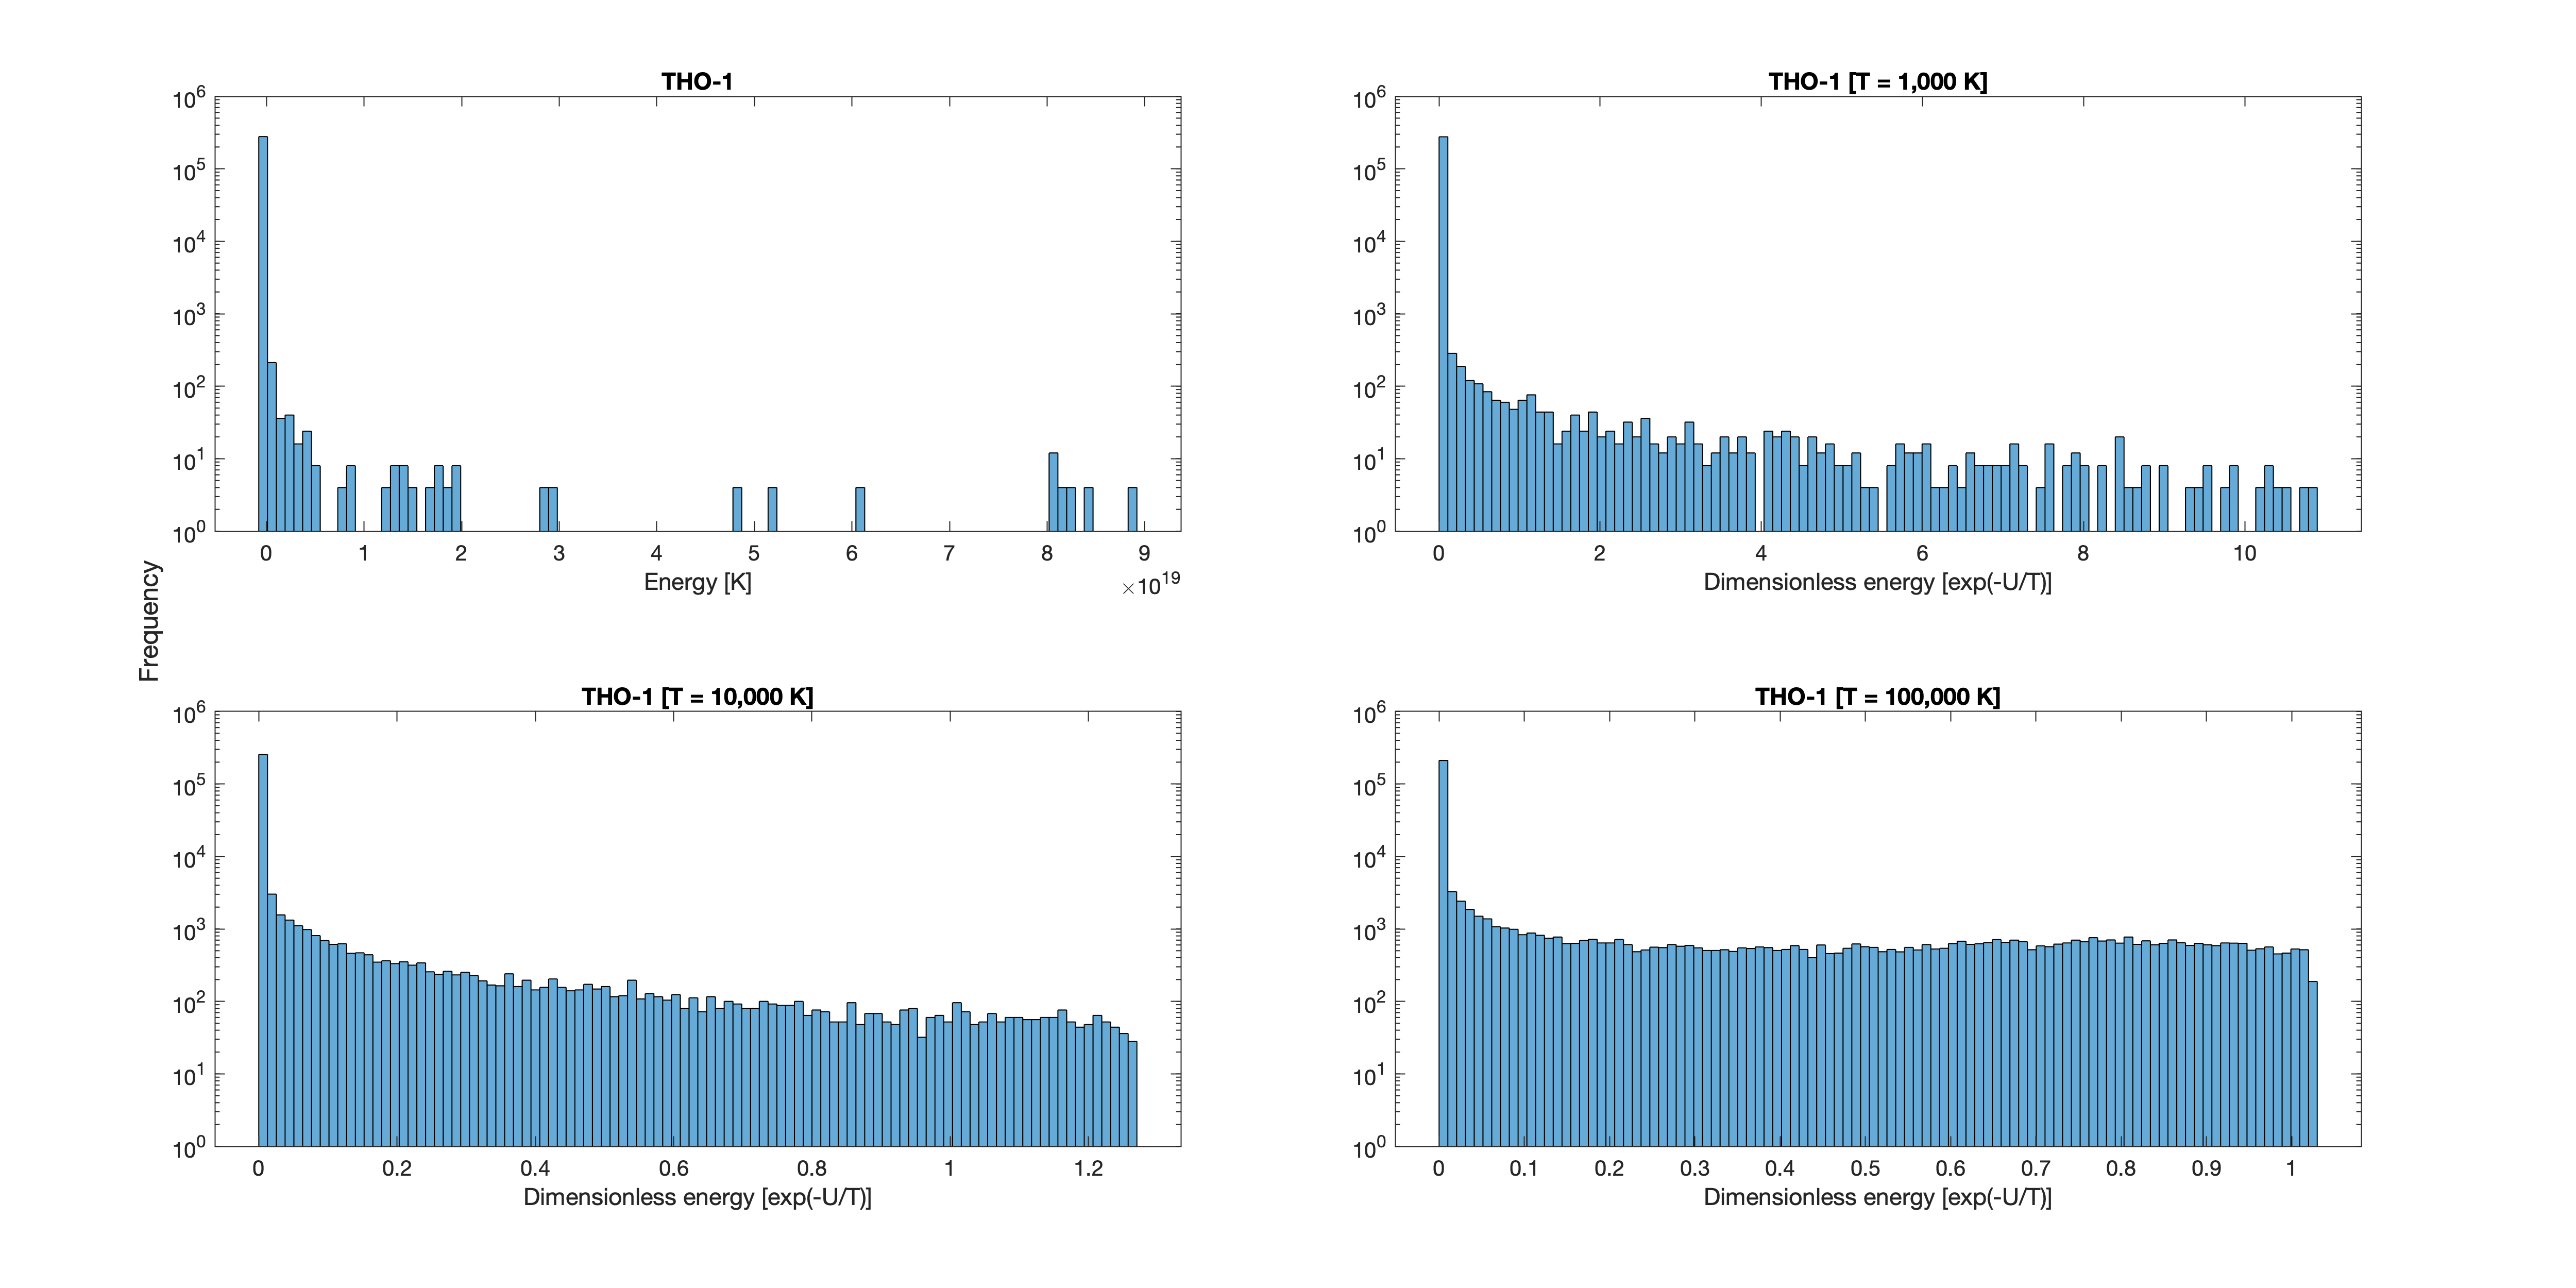 THO-1
10^6
10^5
10^4
10^3
10^2
10^1
10^0
0 1 2 3 4 5 6 7 8 9
Energy [K]
×10^19
THO-1 [T = 1,000 K]
10^6
10^5
10^4
10^3
10^2
10^1
10^0
0 2 4 6 8 10
Dimensionless energy [exp(-U/T)]
Frequency
THO-1 [T = 10,000 K]
10^6
10^5
10^4
10^3
10^2
10^1
10^0
0 0.2 0.4 0.6 0.8 1 1.2
Dimensionless energy [exp(-U/T)]
THO-1 [T = 100,000 K]
10^6
10^5
10^4
10^3
10^2
10^1
10^0
0 0.1 0.2 0.3 0.4 0.5 0.6 0.7 0.8 0.9 1
Dimensionless energy [exp(-U/T)]